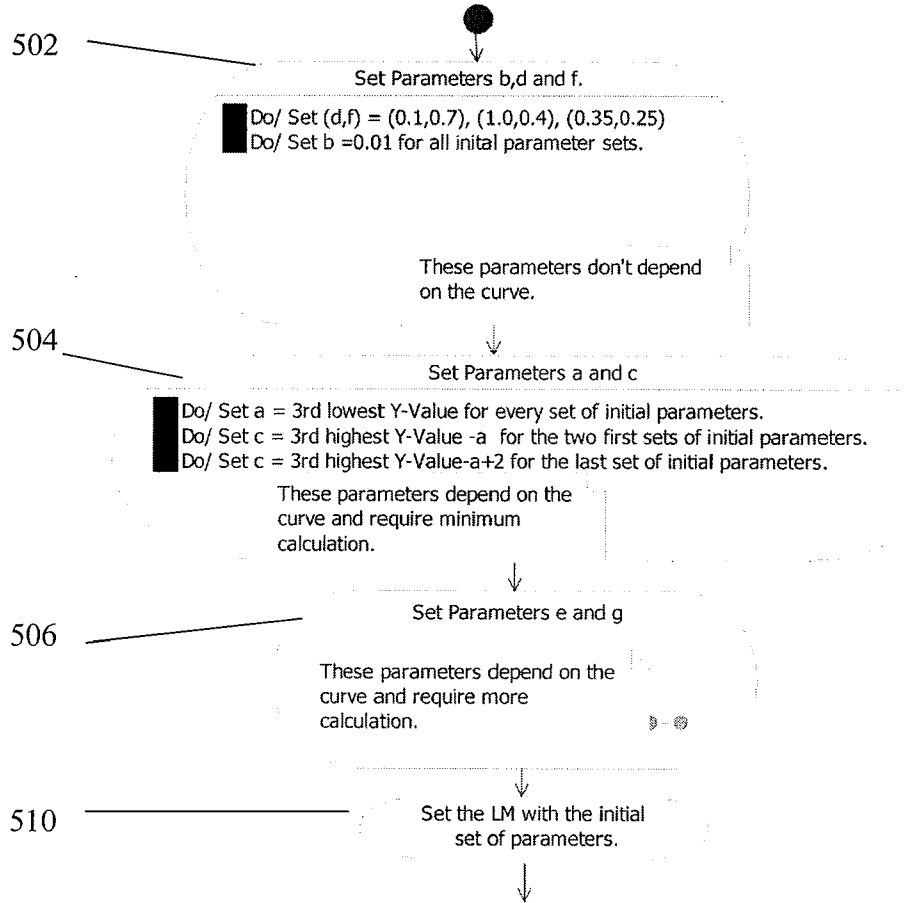 502
Set Parameters b,d and f.
Do/ Set (d,f) = (0.1,0.7), (1.0,0.4), (0.35,0.25)
Do/ Set b =0.01 for all inital parameter sets.
These parameters don't depend
on the curve.
504
Set Parameters a and c
Do/ Set a = 3rd lowest Y-Value for every set of initial parameters.
Do/ Set c = 3rd highest Y-Value -a for the two first sets of initial parameters.
Do/ Set c = 3rd highest Y-Value-a+2 for the last set of initial parameters.
These parameters depend on the
curve and require minimum
calculation.
506
Set Parameters e and g
These parameters depend on the
curve and require more
calculation.
510
Set the LM with the initial
set of parameters.